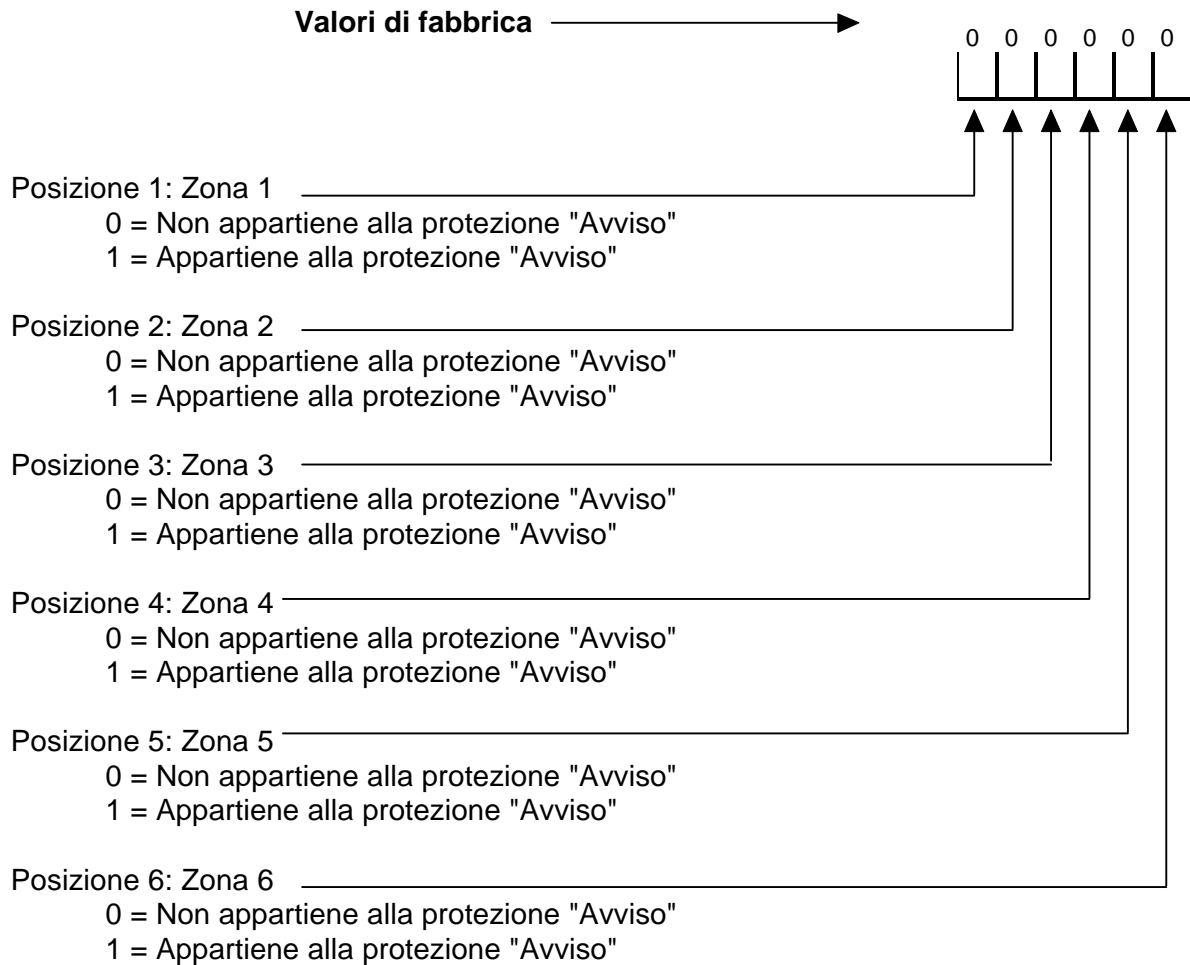 Valori di fabbrica
0 0 0 0 0 0
Posizione 1: Zona 1
0 = Non appartiene alla protezione "Avviso"
1 = Appartiene alla protezione "Avviso"
Posizione 2: Zona 2
0 = Non appartiene alla protezione "Avviso"
1 = Appartiene alla protezione "Avviso"
Posizione 3: Zona 3
0 = Non appartiene alla protezione "Avviso"
1 = Appartiene alla protezione "Avviso"
Posizione 4: Zona 4
0 = Non appartiene alla protezione "Avviso"
1 = Appartiene alla protezione "Avviso"
Posizione 5: Zona 5
0 = Non appartiene alla protezione "Avviso"
1 = Appartiene alla protezione "Avviso"
Posizione 6: Zona 6
0 = Non appartiene alla protezione "Avviso"
1 = Appartiene alla protezione "Avviso"